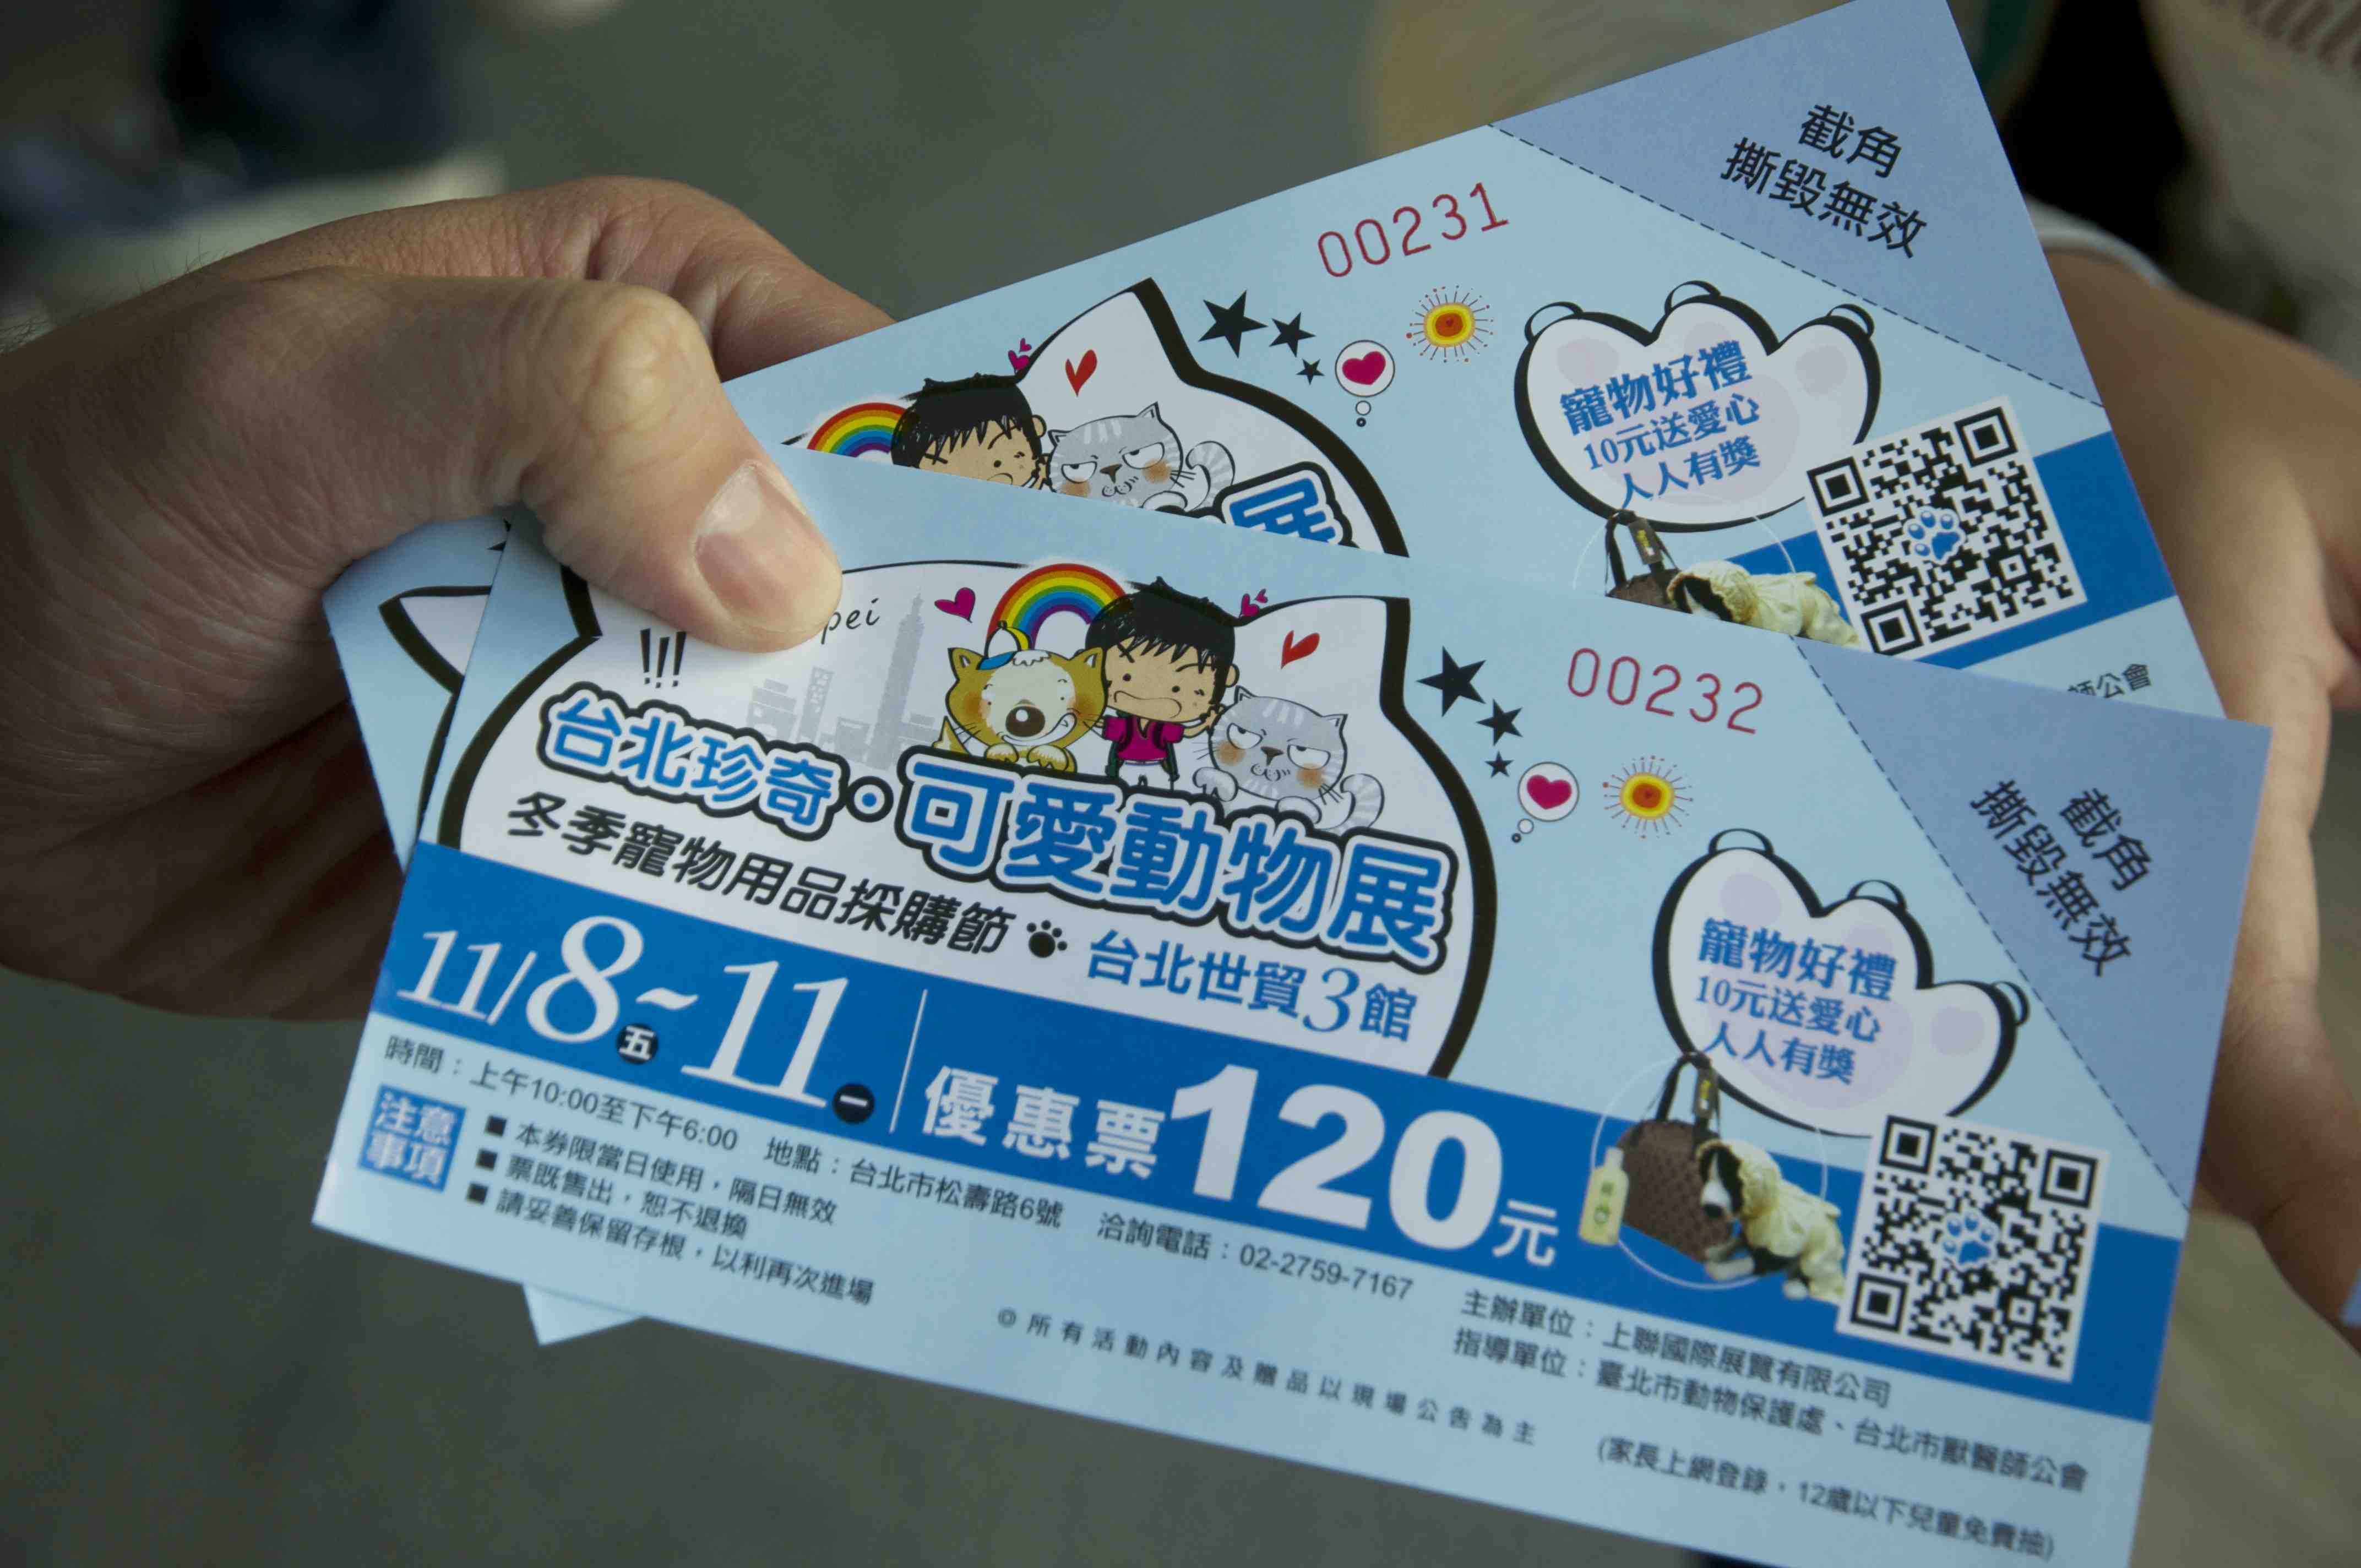 截角
撕毀無效
00231
寵物好禮
10元送愛心
人人有獎
展
師公會
pei
!!!
00232
截角
撕毀無效
台北珍奇・可愛動物展
冬季寵物用品採購節 台北世貿3館
寵物好禮
10元送愛心
人人有獎
11/8五~11一 優惠票120元
時間：上午10:00至下午6:00 地點：台北市松壽路6號 洽詢電話：02-2759-7167
注意事項
■ 本券限當日使用，隔日無效
■ 票既售出，恕不退換
■ 請妥善保留存根，以利再次進場
主辦單位：上聯國際展覽有限公司
指導單位：臺北市動物保護處、台北市獸醫師公會
◎所有活動內容及贈品以現場公告為主
(家長上網登錄，12歲以下兒童免費抽)